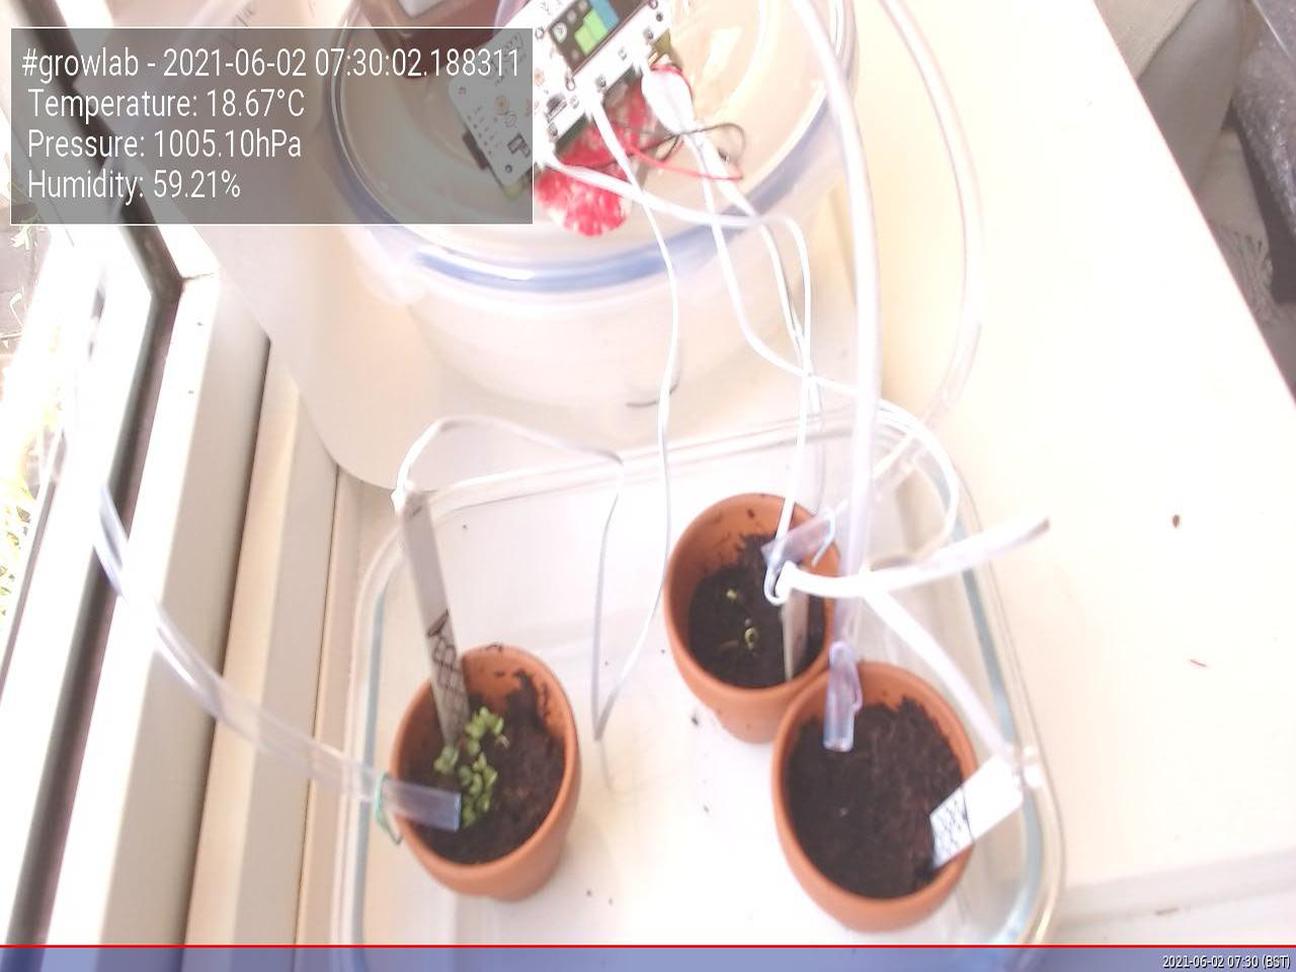 #growlab - 2021-06-02 07:30:02.188311
Temperature: 18.67°C
Pressure: 1005.10hPa
Humidity: 59.21%
2021-06-02 07:30 (BST)